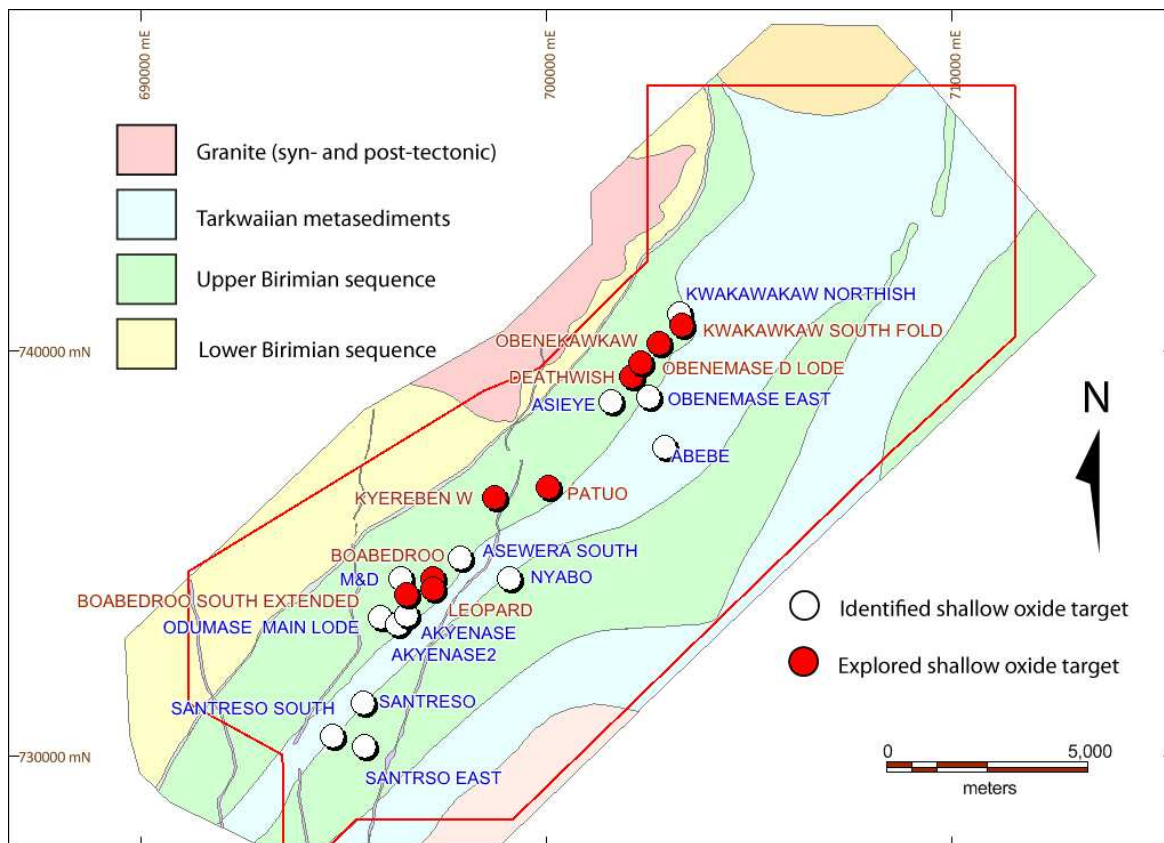 690000 mE
700000 mE
710000 mE
Granite (syn- and post-tectonic)
Tarkwaiian metasediments
Upper Birimian sequence
Lower Birimian sequence
KWAKAWAKAW NORTHISH
KWAKAWKAW SOUTH FOLD
OBENEKAWKAW
740000 mN
OBENEMASE D LODE
DEATHWISH
OBENEMASE EAST
ASIEYE
N
ABEBE
KYEREBEN W
PATUO
ASEWERA SOUTH
BOABEDROO
M&D
NYABO
BOABEDROO SOUTH EXTENDED
LEOPARD
Identified shallow oxide target
ODUMASE MAIN LODE
AKYENASE
AKYENASE2
Explored shallow oxide target
SANTRESO SOUTH
SANTRESO
730000 mN
SANTRSO EAST
0
5,000
meters